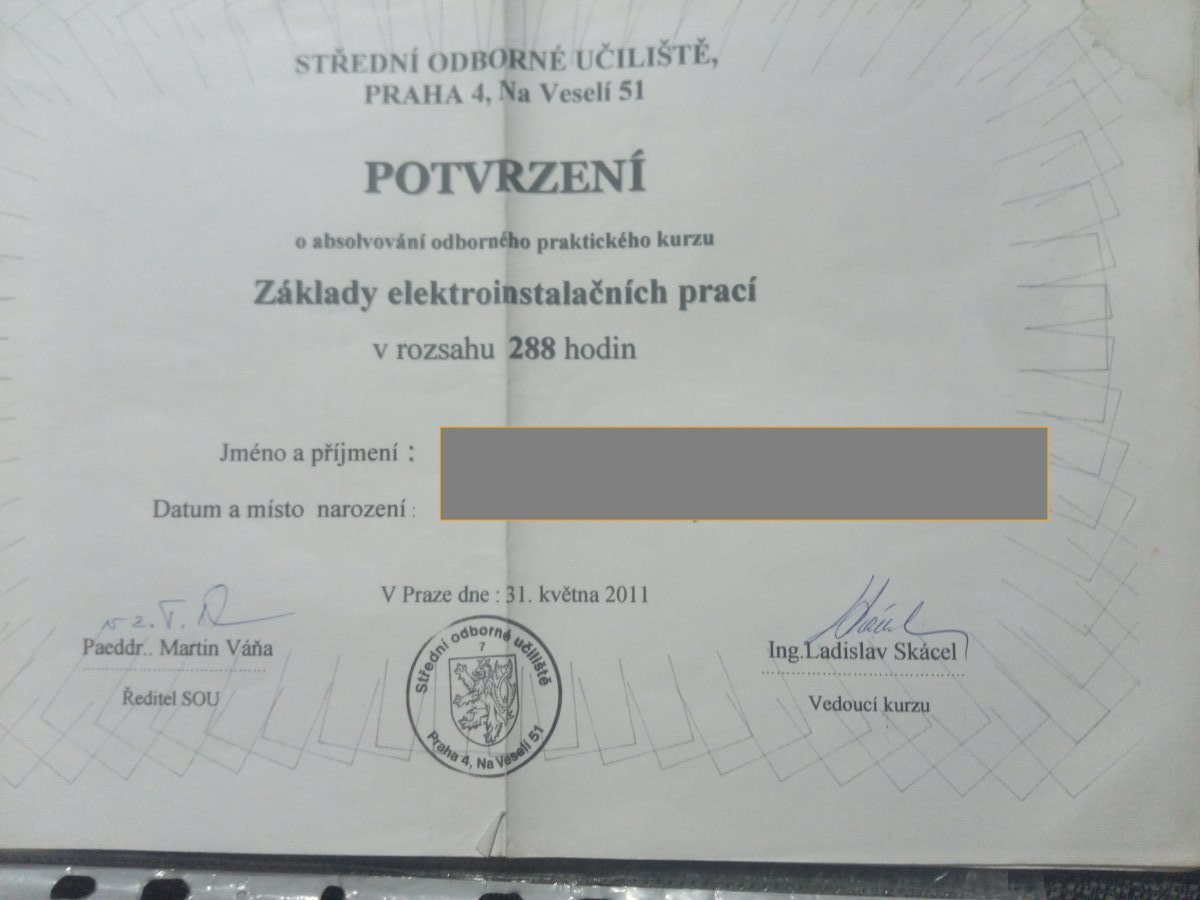 STŘEDNÍ ODBORNÉ UČILIŠTĚ,
PRAHA 4, Na Veselí 51
POTVRZENÍ
o absolvování odborného praktického kurzu
Základy elektroinstalačních prací
v rozsahu 288 hodin
Jméno a příjmení :
Datum a místo narození :
V Praze dne : 31. května 2011
Paeddr.. Martin Váňa
Ředitel SOU
Střední odborné učiliště
7
Praha 4, Na Veselí 51
Skácel
Ing.Ladislav Skácel
Vedoucí kurzu